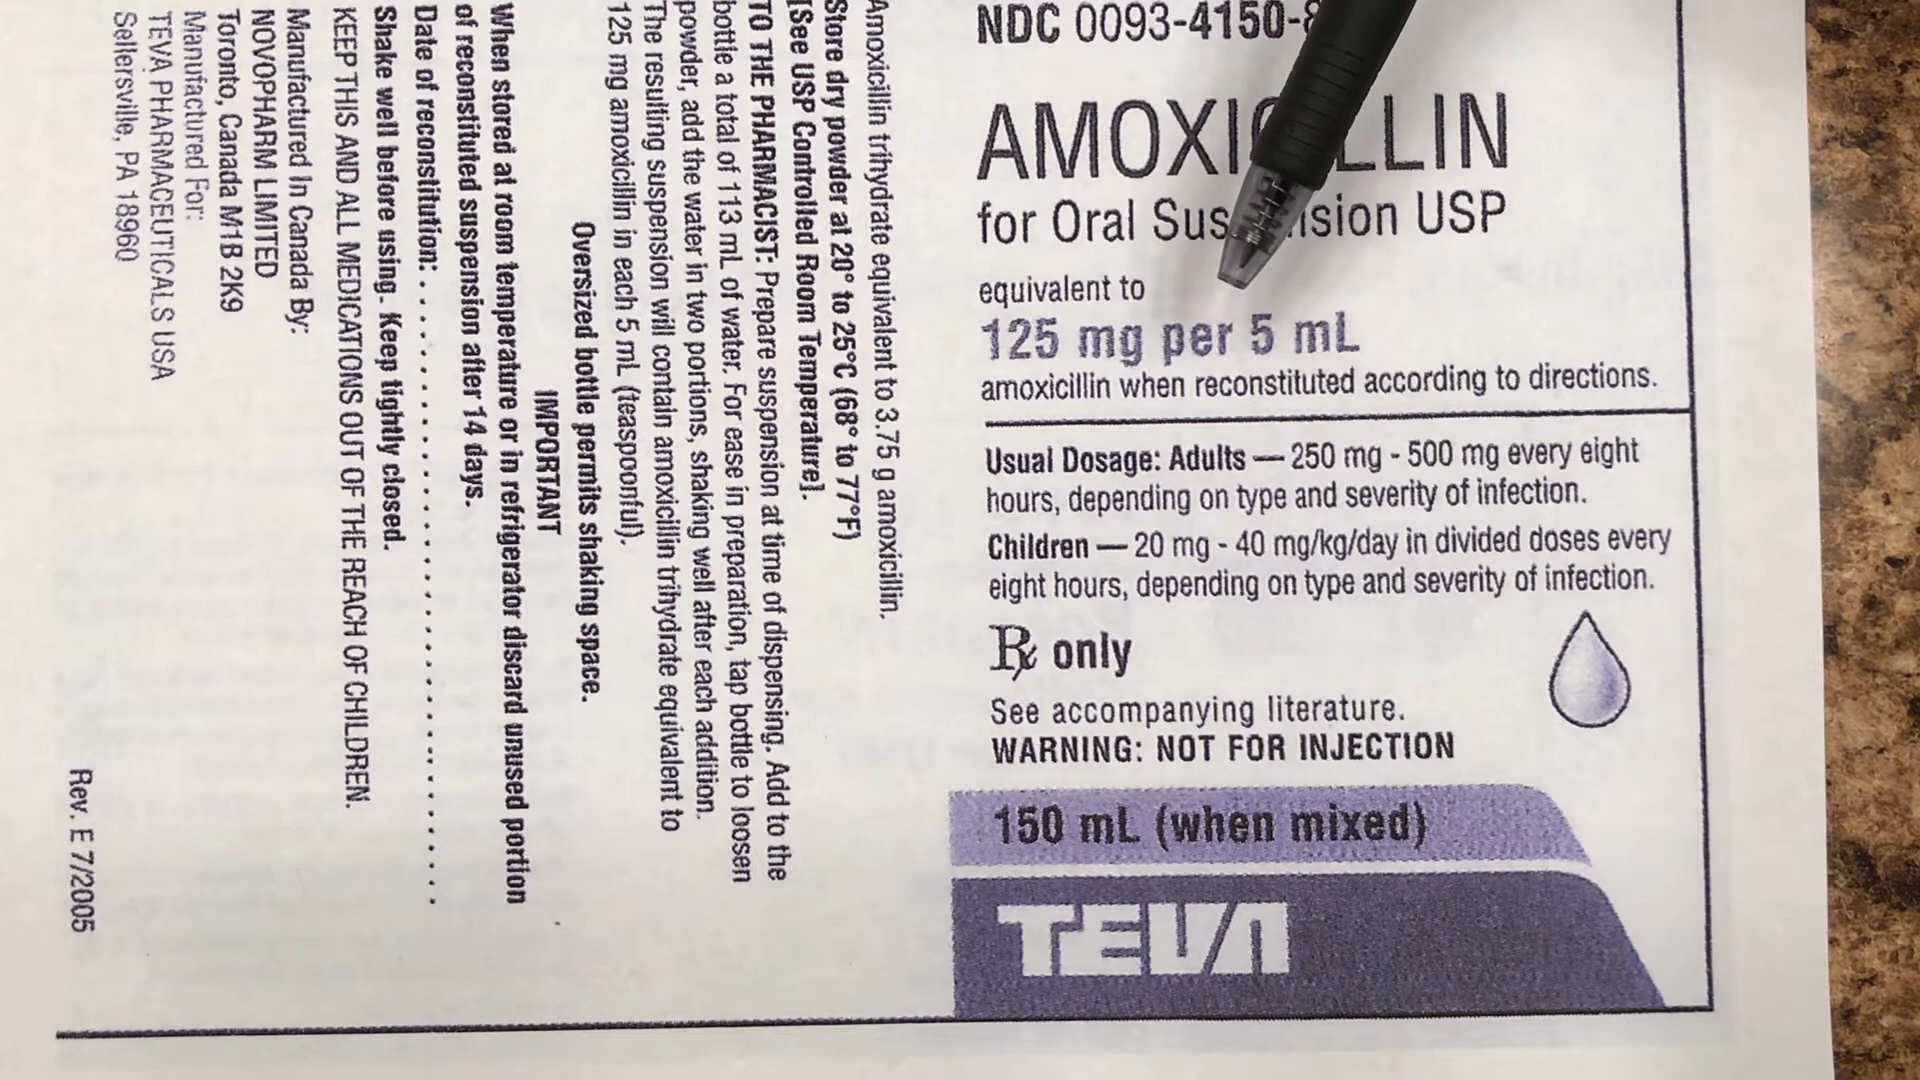 NDC 0093-4150-
AMOXICILLIN
for Oral Suspension USP
equivalent to
125 mg per 5 mL
amoxicillin when reconstituted according to directions.
Usual Dosage: Adults — 250 mg - 500 mg every eight
hours, depending on type and severity of infection.
Children — 20 mg - 40 mg/kg/day in divided doses every
eight hours, depending on type and severity of infection.
℞ only
See accompanying literature.
WARNING: NOT FOR INJECTION
150 mL (when mixed)
TEVA
Amoxicillin trihydrate equivalent to 3.75 g amoxicillin.
Store dry powder at 20° to 25°C (68° to 77°F)
[See USP Controlled Room Temperature].
TO THE PHARMACIST: Prepare suspension at time of dispensing. Add to the
bottle a total of 113 mL of water. For ease in preparation, tap bottle to loosen
powder, add the water in two portions, shaking well after each addition.
The resulting suspension will contain amoxicillin trihydrate equivalent to
125 mg amoxicillin in each 5 mL (teaspoonful).
Oversized bottle permits shaking space.
IMPORTANT
When stored at room temperature or in refrigerator discard unused portion
of reconstituted suspension after 14 days.
Date of reconstitution: . . . . . . . . . . . . . . . . . . . . . . . . . . . . . . . . . . . . . . . . . .
Shake well before using. Keep tightly closed.
KEEP THIS AND ALL MEDICATIONS OUT OF THE REACH OF CHILDREN.
Manufactured In Canada By:
NOVOPHARM LIMITED
Toronto, Canada M1B 2K9
Manufactured For:
TEVA PHARMACEUTICALS USA
Sellersville, PA 18960
Rev. E 7/2005